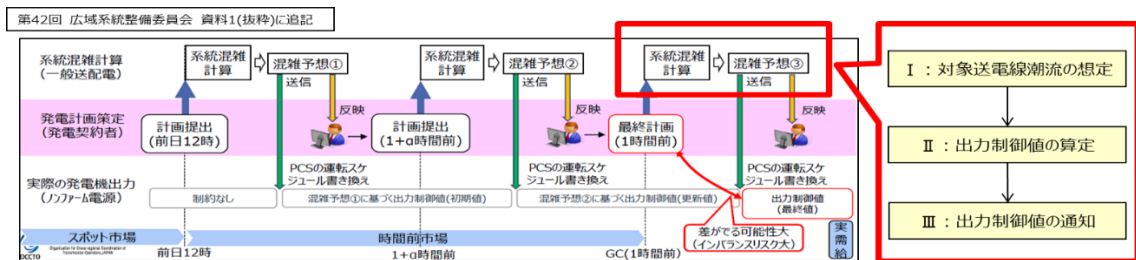 第42回 広域系統整備委員会 資料1(抜粋)に追記
系統混雑計算
(一般送配電)
系統混雑
計算
混雑予想①
送信
系統混雑
計算
混雑予想②
送信
系統混雑
計算
混雑予想③
送信
発電計画策定
(発電契約者)
計画提出
(前日12時)
反映
計画提出
(1+α時間前)
反映
最終計画
(1時間前)
反映
実際の発電機出力
(ノンファーム電源)
PCSの運転スケ
ジュール書き換え
PCSの運転スケ
ジュール書き換え
PCSの運転スケ
ジュール書き換え
制約なし
混雑予想①に基づく出力制御値(初期値)
混雑予想②に基づく出力制御値(更新値)
出力制御値
(最終値)
差がでる可能性大
(インバランスリスク大)
スポット市場
時間前市場
実
需
給
前日12時
1+α時間前
GC(1時間前)
OCCTO
Organization for Cross-regional Coordination of
Transmission Operators,JAPAN
Ⅰ：対象送電線潮流の想定
Ⅱ：出力制御値の算定
Ⅲ：出力制御値の通知